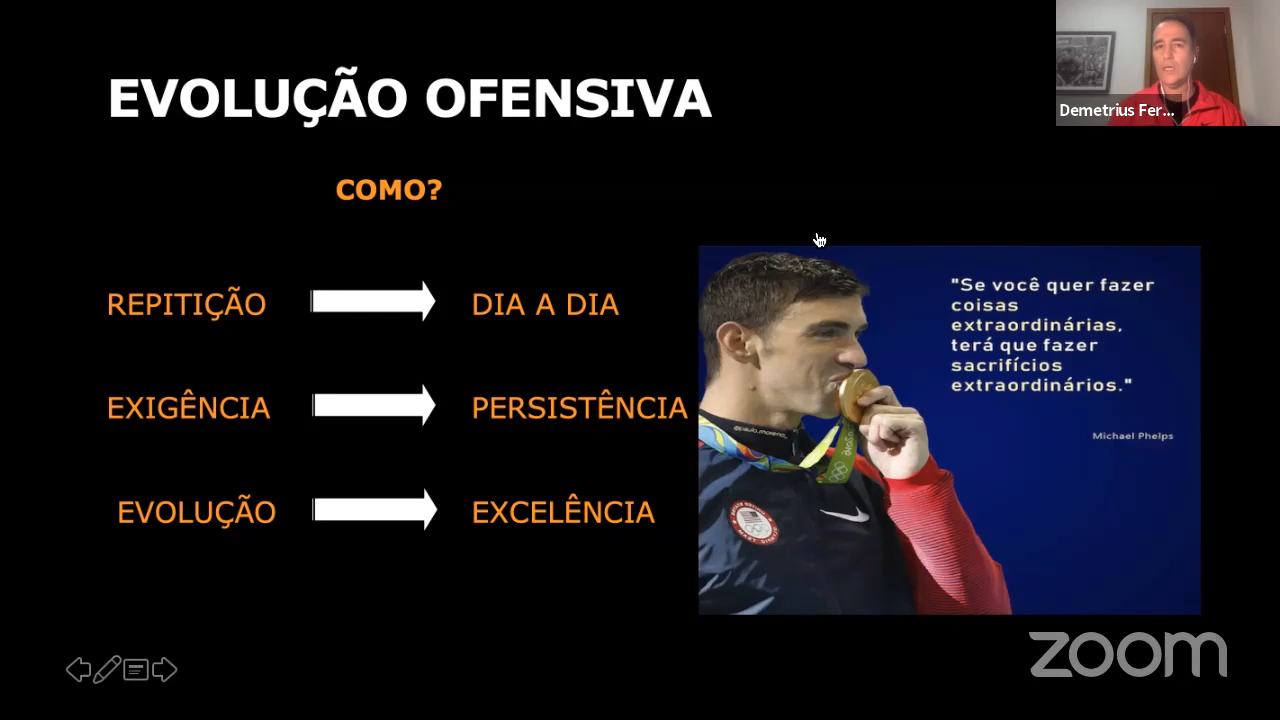 EVOLUÇÃO OFENSIVA
Demetrius Fer...
COMO?
REPITIÇÃO DIA A DIA
EXIGÊNCIA PERSISTÊNCIA
EVOLUÇÃO EXCELÊNCIA
"Se você quer fazer
coisas
extraordinárias,
terá que fazer
sacrifícios
extraordinários."
Michael Phelps
@paulo_moreno_
zoom